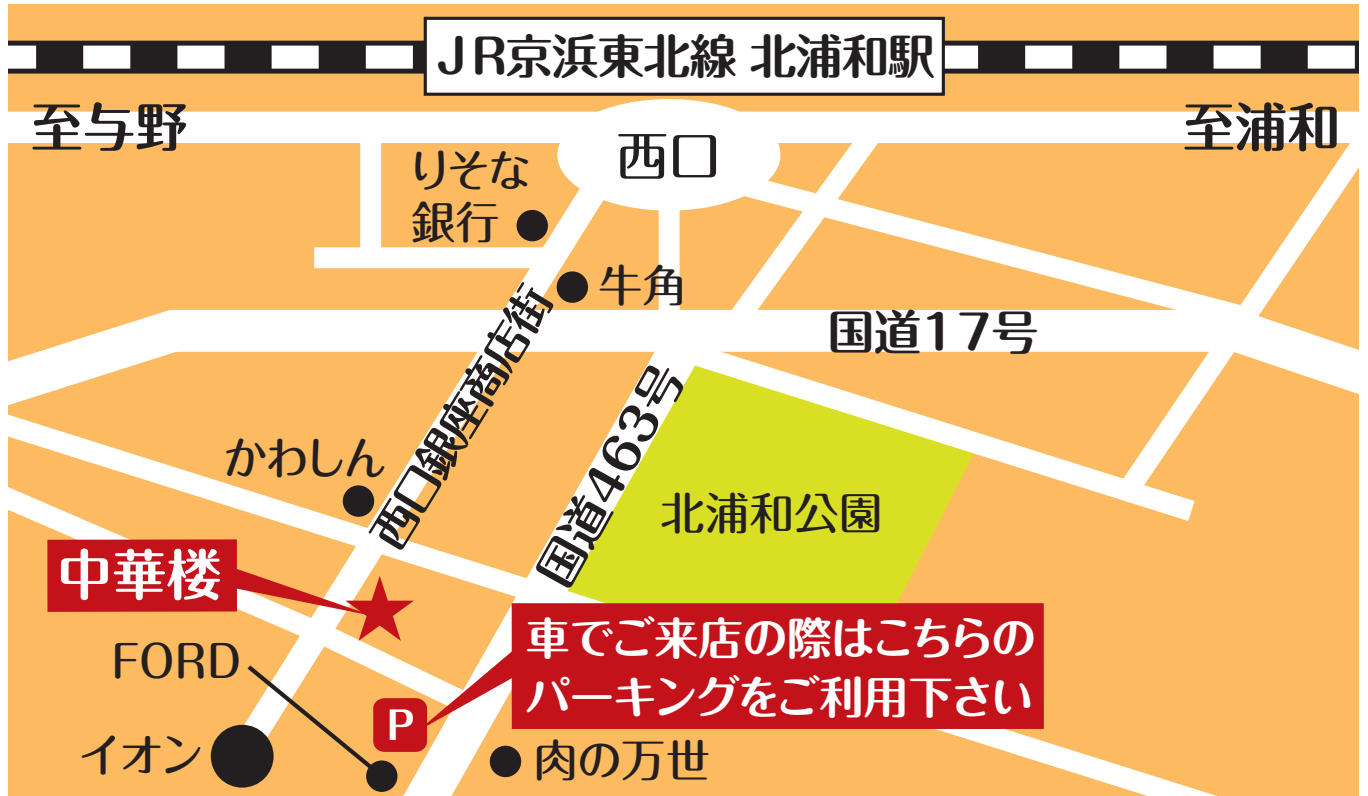 JR京浜東北線 北浦和駅
至与野
至浦和
西口
りそな
銀行
牛角
国道17号
西口銀座商店街
国道463号
かわしん
北浦和公園
中華楼
車でご来店の際はこちらの
パーキングをご利用下さい
FORD
P
イオン
肉の万世